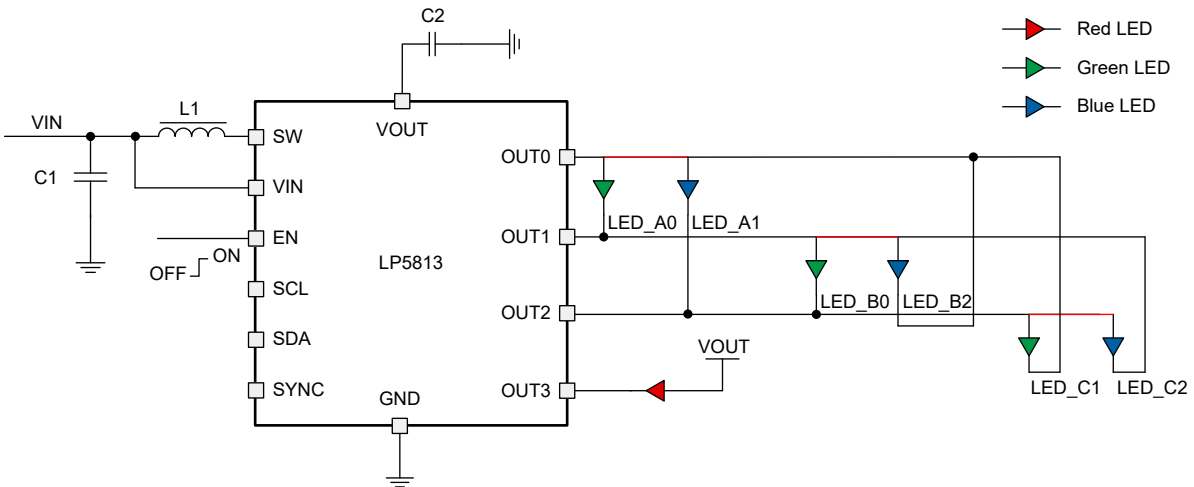 C2
Red LED
Green LED
Blue LED
VIN
L1
C1
SW
VOUT
VIN
EN
OFF
ON
LP5813
SCL
SDA
SYNC
GND
OUT0
OUT1
OUT2
OUT3
LED_A0
LED_A1
LED_B0
LED_B2
VOUT
LED_C1
LED_C2